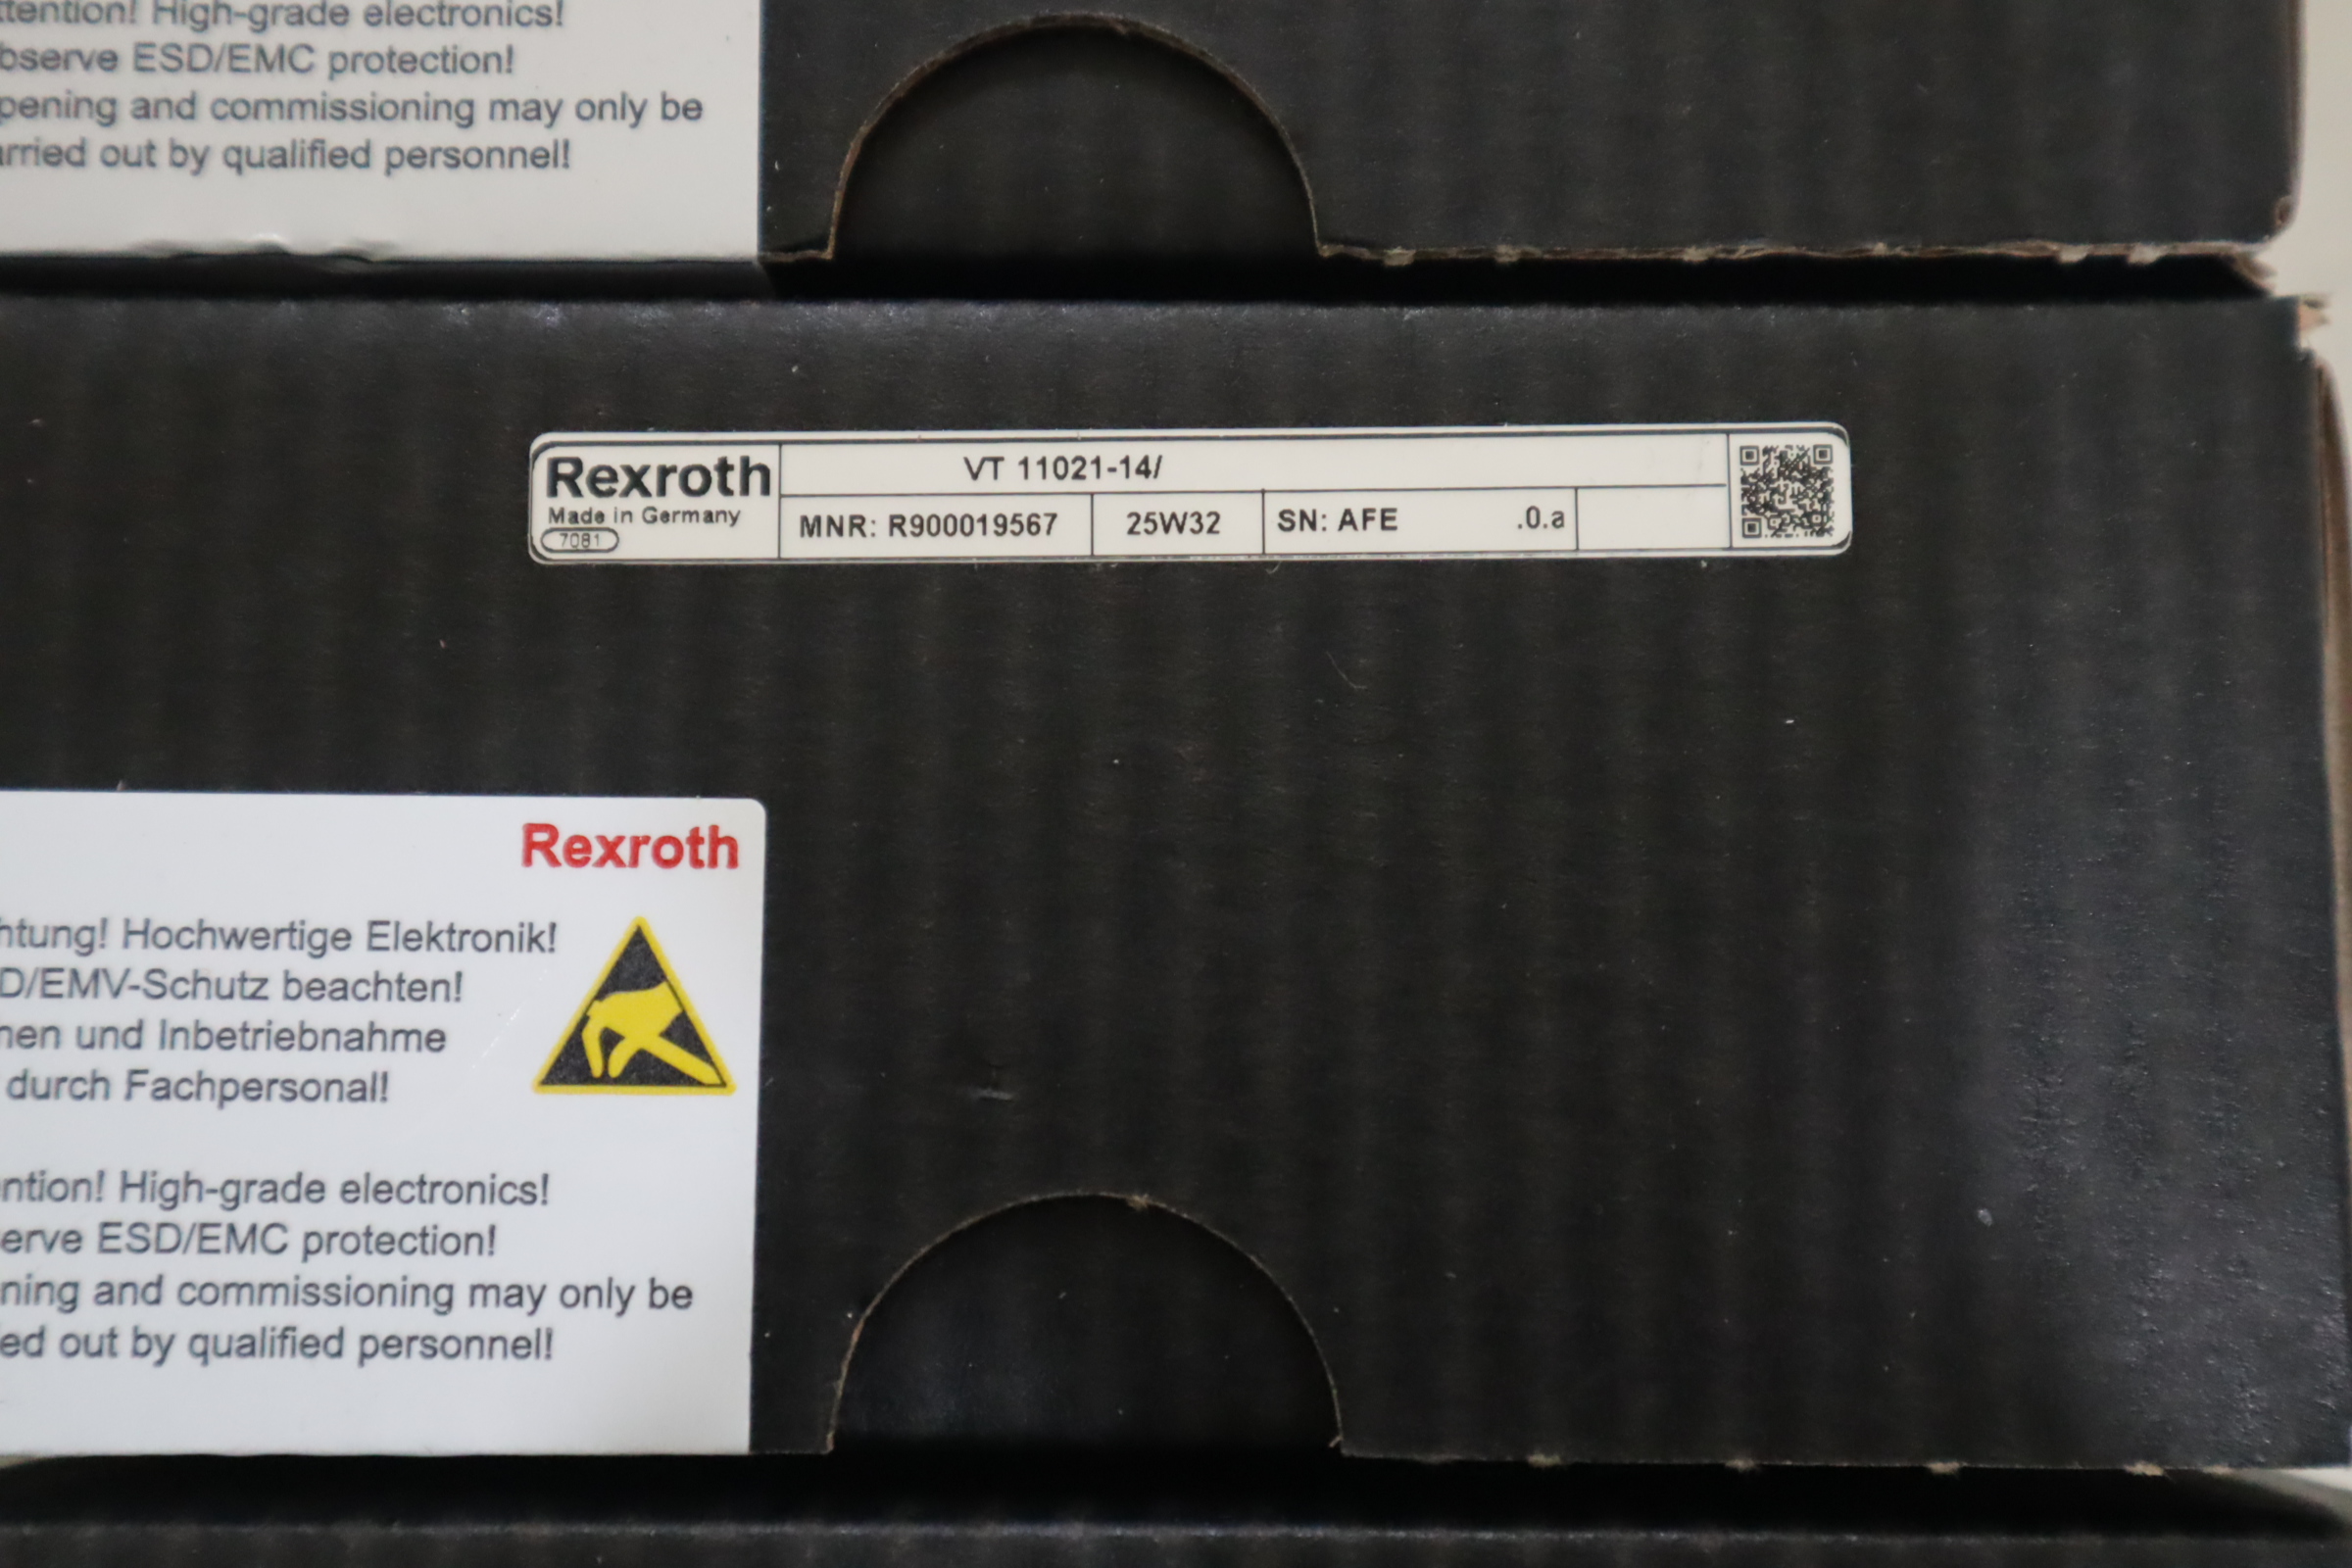 ttention! High-grade electronics!
bserve ESD/EMC protection!
pening and commissioning may only be
arried out by qualified personnel!
Rexroth
Made in Germany
7081
VT 11021-14/
MNR: R900019567
25W32
SN: AFE .0.a
Rexroth
htung! Hochwertige Elektronik!
D/EMV-Schutz beachten!
nen und Inbetriebnahme
durch Fachpersonal!
ntion! High-grade electronics!
erve ESD/EMC protection!
ning and commissioning may only be
ed out by qualified personnel!